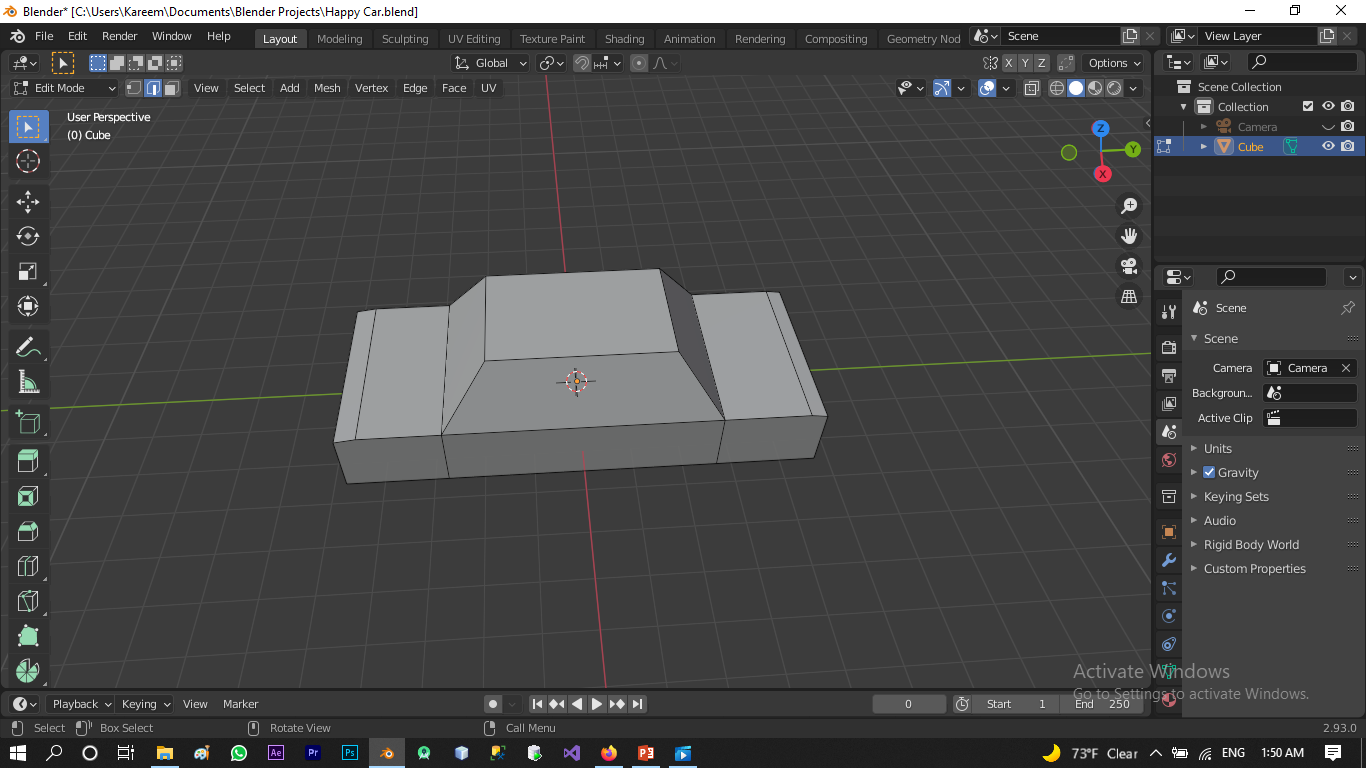 Blender* [C:\Users\Kareem\Documents\Blender Projects\Happy Car.blend]
File Edit Render Window Help
Layout Modeling Sculpting UV Editing Texture Paint Shading Animation Rendering Compositing Geometry Nod
Scene
View Layer
Global
X Y Z
Options
Edit Mode
View Select Add Mesh Vertex Edge Face UV
User Perspective
(0) Cube
Z
Y
X
Scene Collection
Collection
Camera
Cube
Scene
Scene
Camera Camera
Backgroun...
Active Clip
Units
Gravity
Keying Sets
Audio
Rigid Body World
Custom Properties
Activate Windows
Go to Settings to activate Windows.
Playback Keying View Marker
0
Start 1
End 250
Select
Box Select
Rotate View
Call Menu
2.93.0
Ae
Pr
Ps
73°F Clear
ENG
1:50 AM